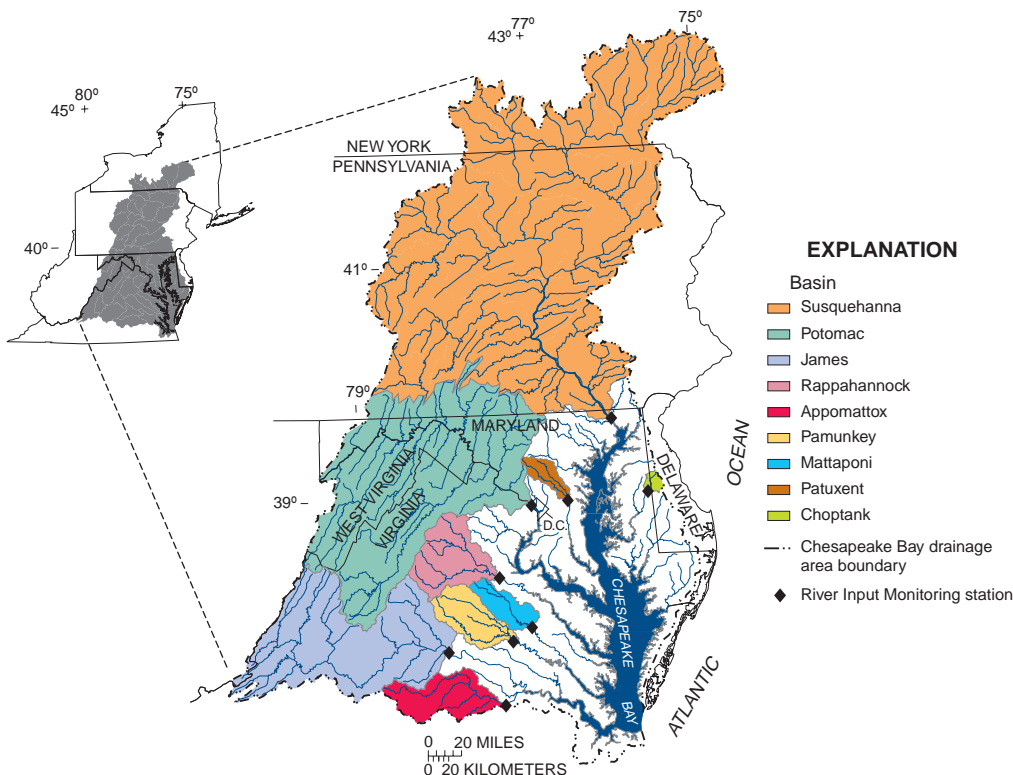 75º
77º
43º
80º
45º
75º
NEW YORK
PENNSYLVANIA
40º
41º
EXPLANATION
Basin
Susquehanna
Potomac
James
Rappahannock
Appomattox
Pamunkey
Mattaponi
Patuxent
Choptank
Chesapeake Bay drainage
area boundary
River Input Monitoring station
79º
MARYLAND
OCEAN
DELAWARE
WEST VIRGINIA
VIRGINIA
39º
D.C.
CHESAPEAKE
BAY
ATLANTIC
0 20 MILES
0 20 KILOMETERS